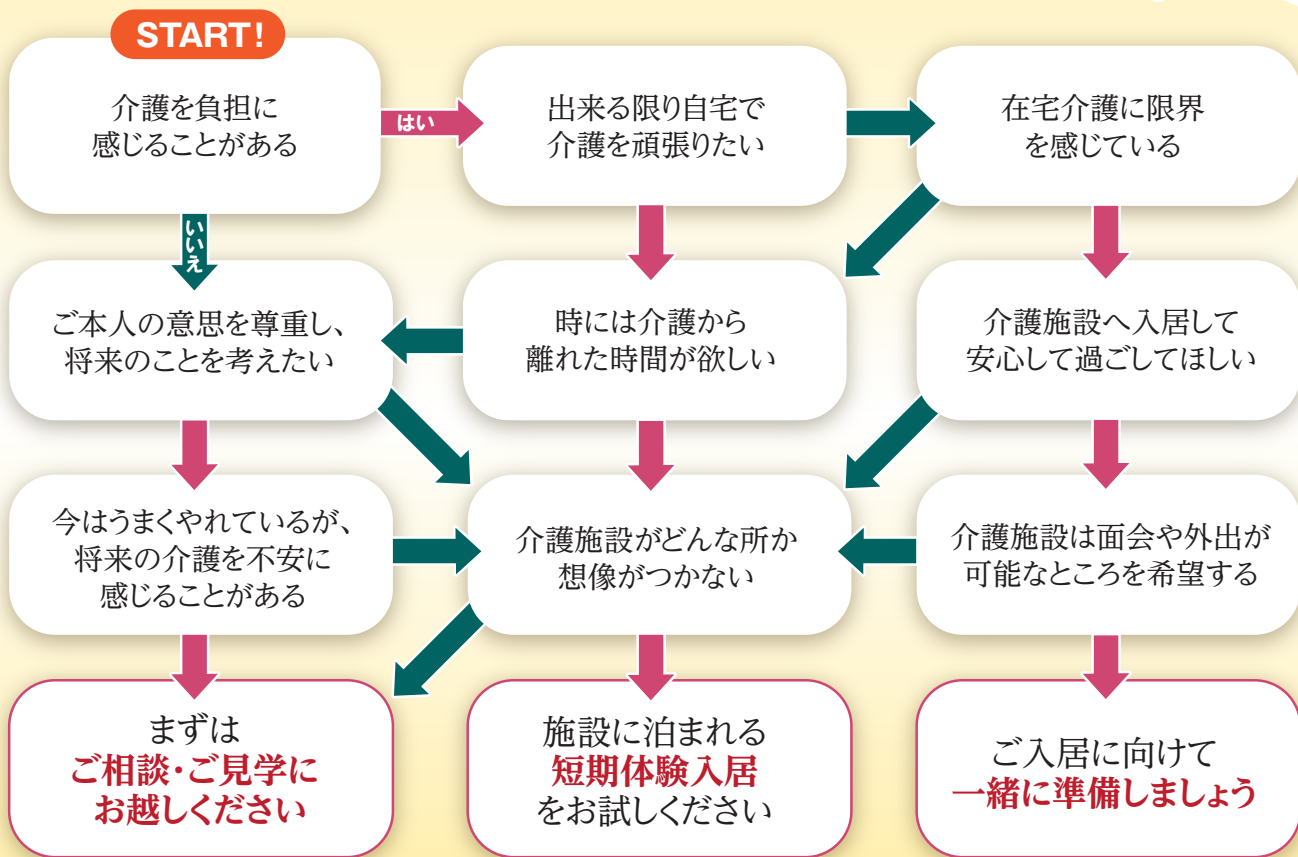 START!
介護を負担に
感じることがある
はい
出来る限り自宅で
介護を頑張りたい
在宅介護に限界
を感じている
いいえ
ご本人の意思を尊重し、
将来のことを考えたい
時には介護から
離れた時間が欲しい
介護施設へ入居して
安心して過ごしてほしい
今はうまくやれているが、
将来の介護を不安に
感じることがある
介護施設がどんな所か
想像がつかない
介護施設は面会や外出が
可能なところを希望する
まずは
ご相談・ご見学に
お越しください
施設に泊まれる
短期体験入居
をお試しください
ご入居に向けて
一緒に準備しましょう